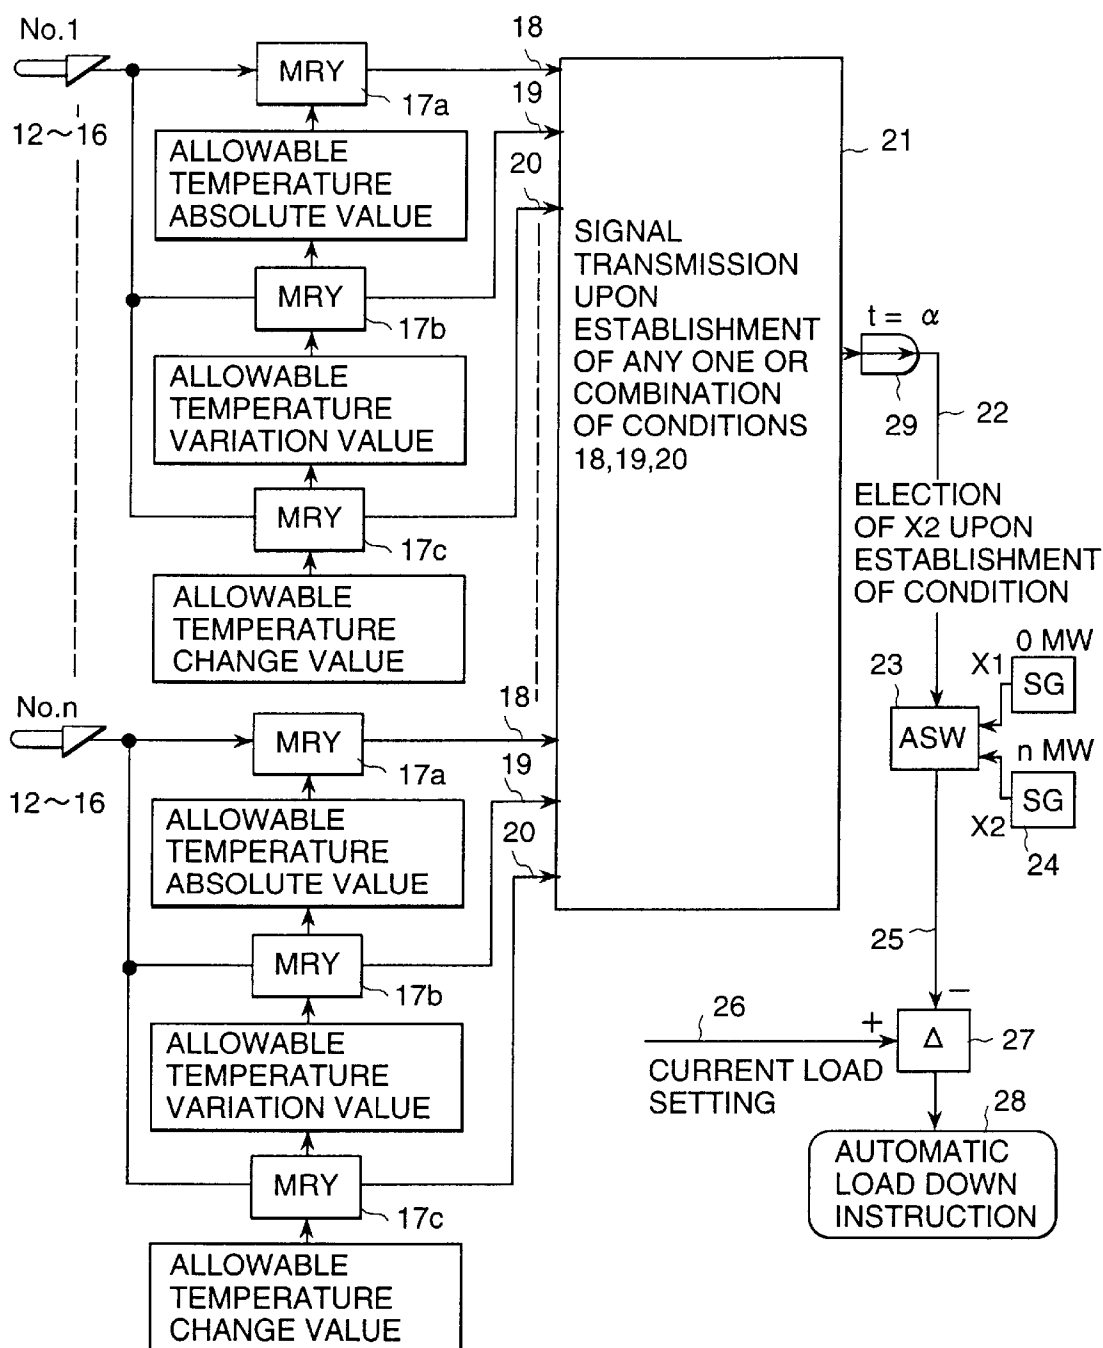 No.1
12~16
MRY
17a
ALLOWABLE
TEMPERATURE
ABSOLUTE VALUE
MRY
17b
ALLOWABLE
TEMPERATURE
VARIATION VALUE
MRY
17c
ALLOWABLE
TEMPERATURE
CHANGE VALUE
18
19
20
21
SIGNAL
TRANSMISSION
UPON
ESTABLISHMENT
OF ANY ONE OR
COMBINATION
OF CONDITIONS
18,19,20
t = α
29
22
ELECTION
OF X2 UPON
ESTABLISHMENT
OF CONDITION
0 MW
X1
SG
23
ASW
n MW
SG
X2
24
25
−
26
+
Δ
27
CURRENT LOAD
SETTING
28
AUTOMATIC
LOAD DOWN
INSTRUCTION
No.n
12~16
MRY
17a
ALLOWABLE
TEMPERATURE
ABSOLUTE VALUE
MRY
17b
ALLOWABLE
TEMPERATURE
VARIATION VALUE
MRY
17c
ALLOWABLE
TEMPERATURE
CHANGE VALUE
18
19
20